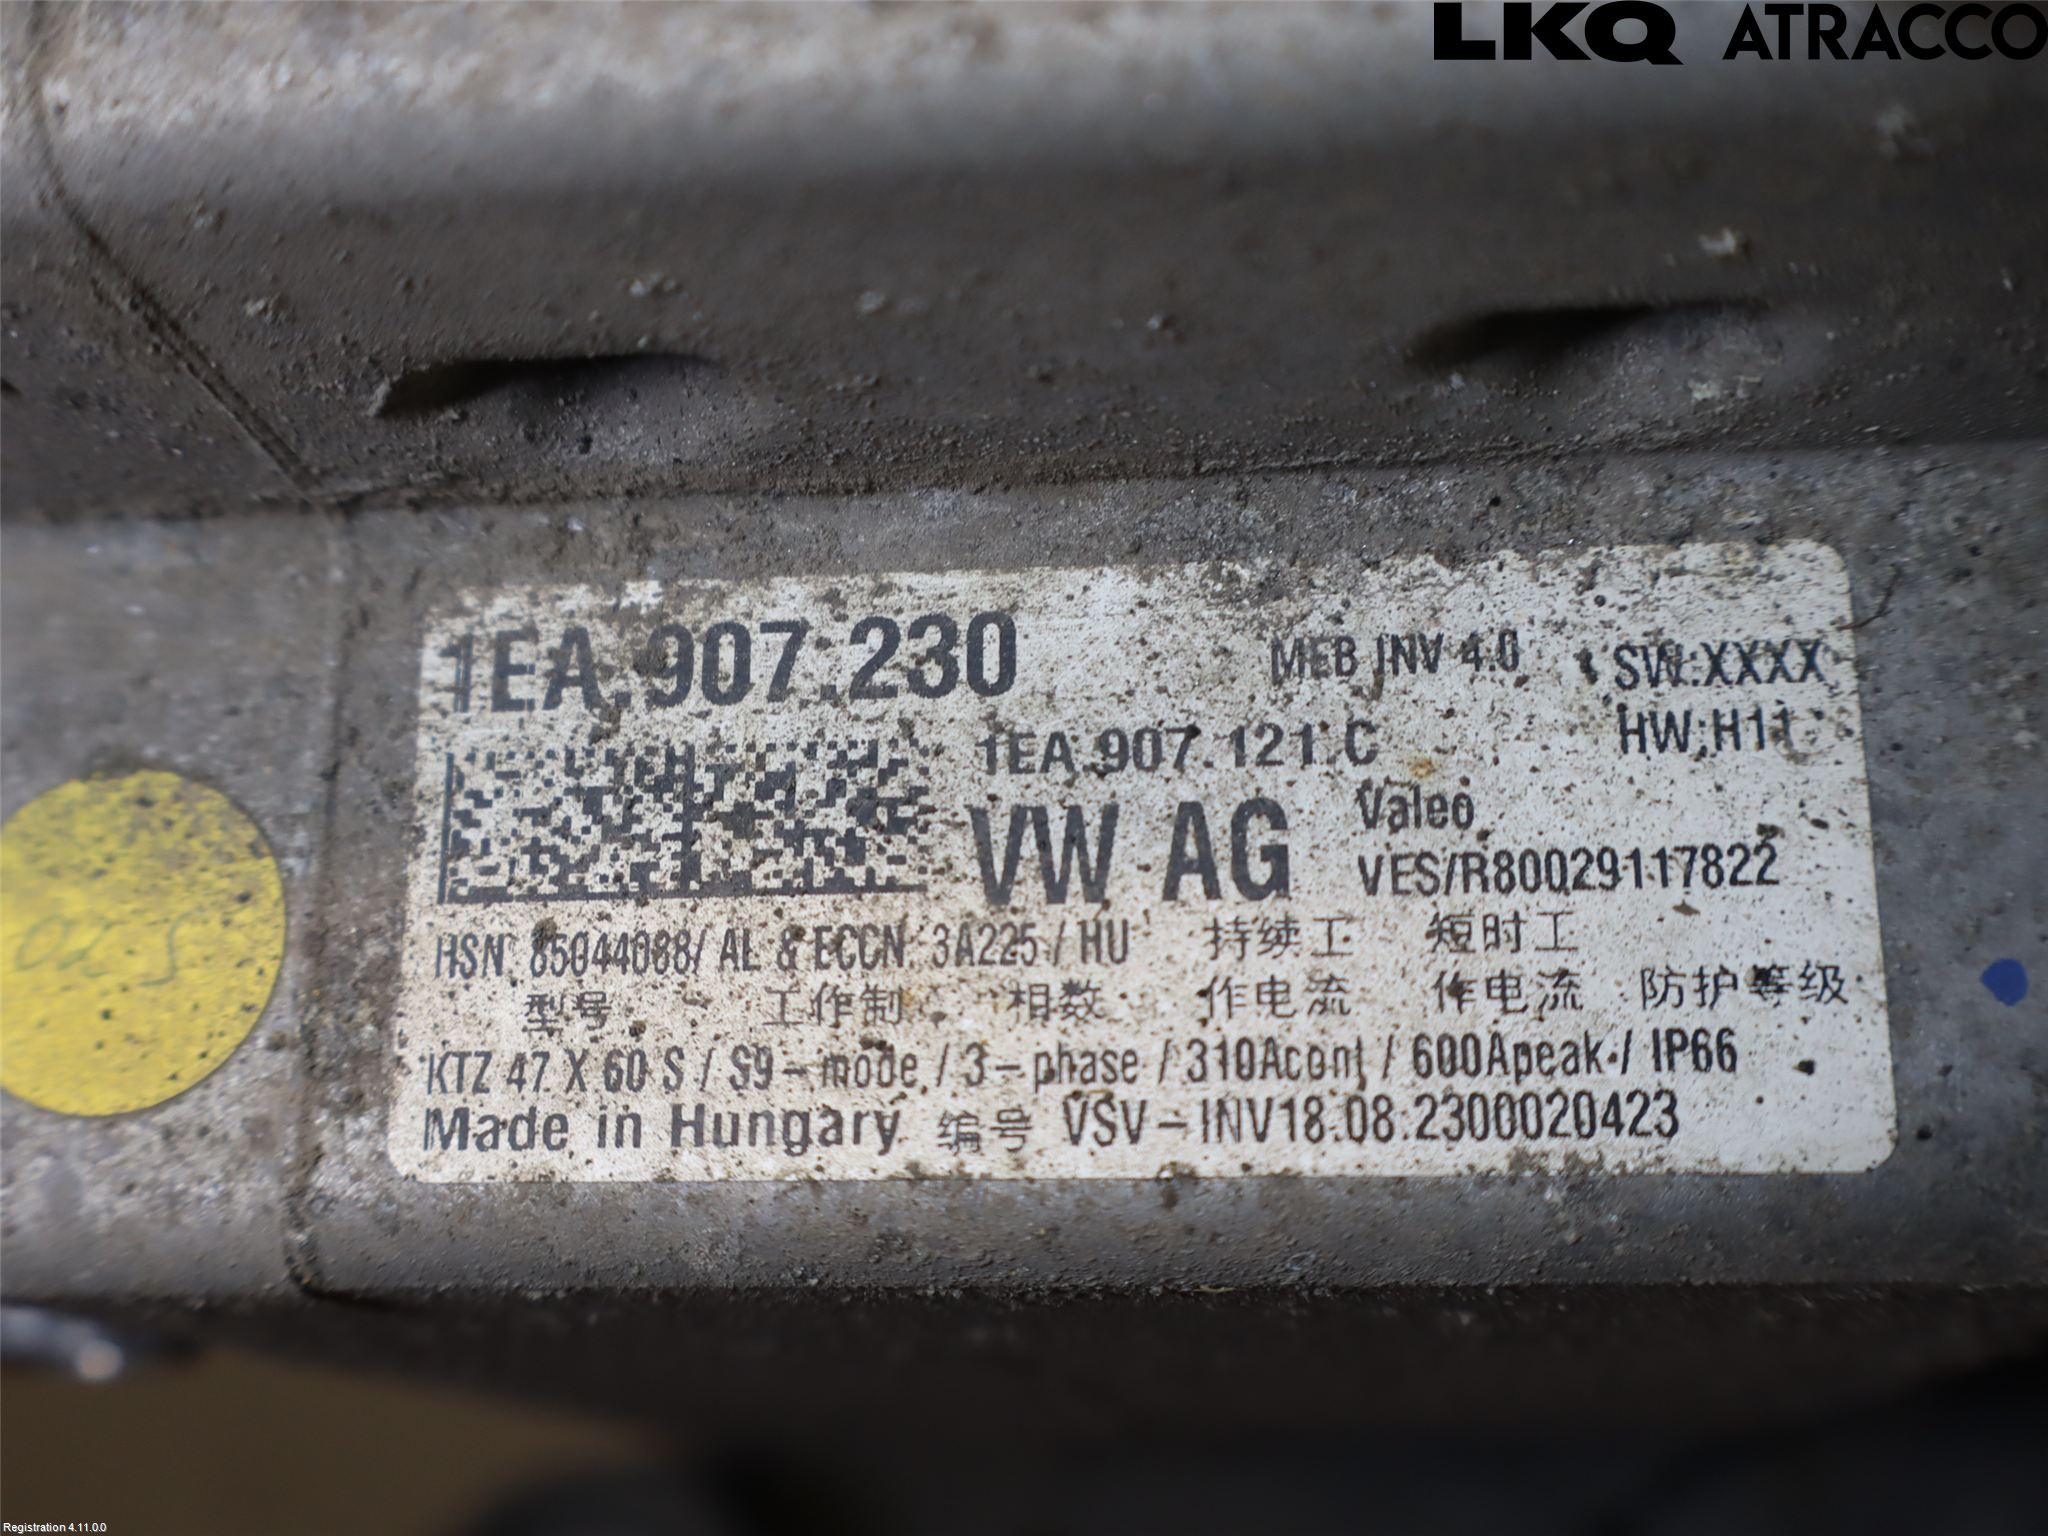 LKQ ATRACCO
1EA.907.230
MEB INV 4.0
SW:XXXX
HW:H11
1EA.907.121.C
VW AG
Valeo
VES/R80029117822
HSN: 85044088/ AL & ECCN: 3A225 / HU
持续工 短时工
型号 工作制 相数 作电流 作电流 防护等级
KTZ 47 X 60 S / S9-mode / 3-phase / 310Acont / 600Apeak / IP66
Made in Hungary 编号 VSV-INV18.08.2300020423
Registration 4.11.0.0